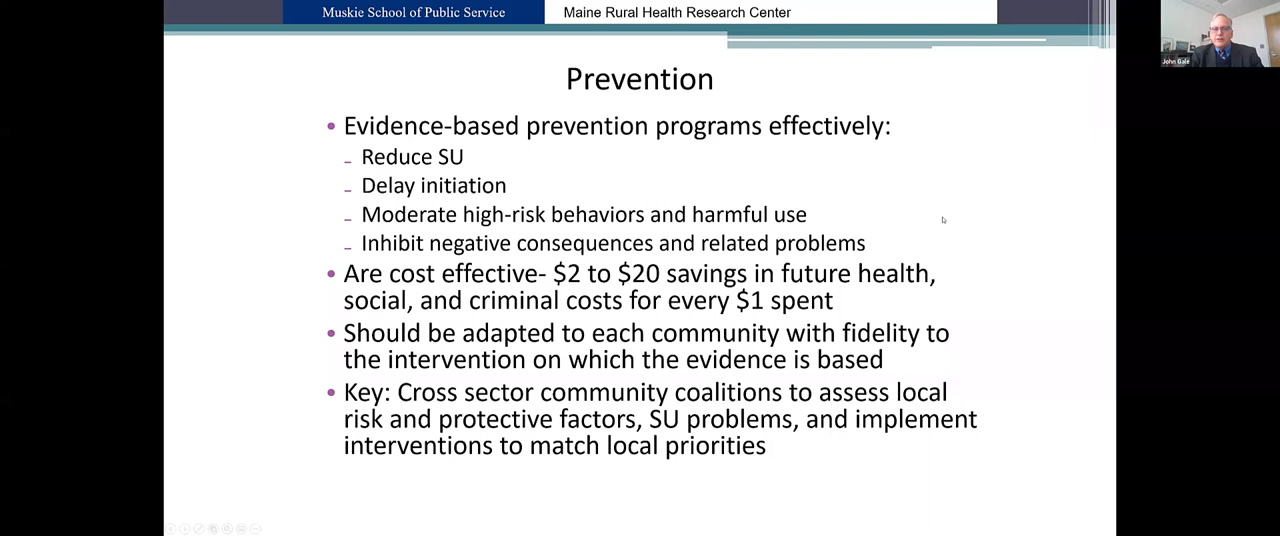 Muskie School of Public Service
Maine Rural Health Research Center
John Gale
Prevention
• Evidence-based prevention programs effectively:
– Reduce SU
– Delay initiation
– Moderate high-risk behaviors and harmful use
– Inhibit negative consequences and related problems
• Are cost effective- $2 to $20 savings in future health,
social, and criminal costs for every $1 spent
• Should be adapted to each community with fidelity to
the intervention on which the evidence is based
• Key: Cross sector community coalitions to assess local
risk and protective factors, SU problems, and implement
interventions to match local priorities